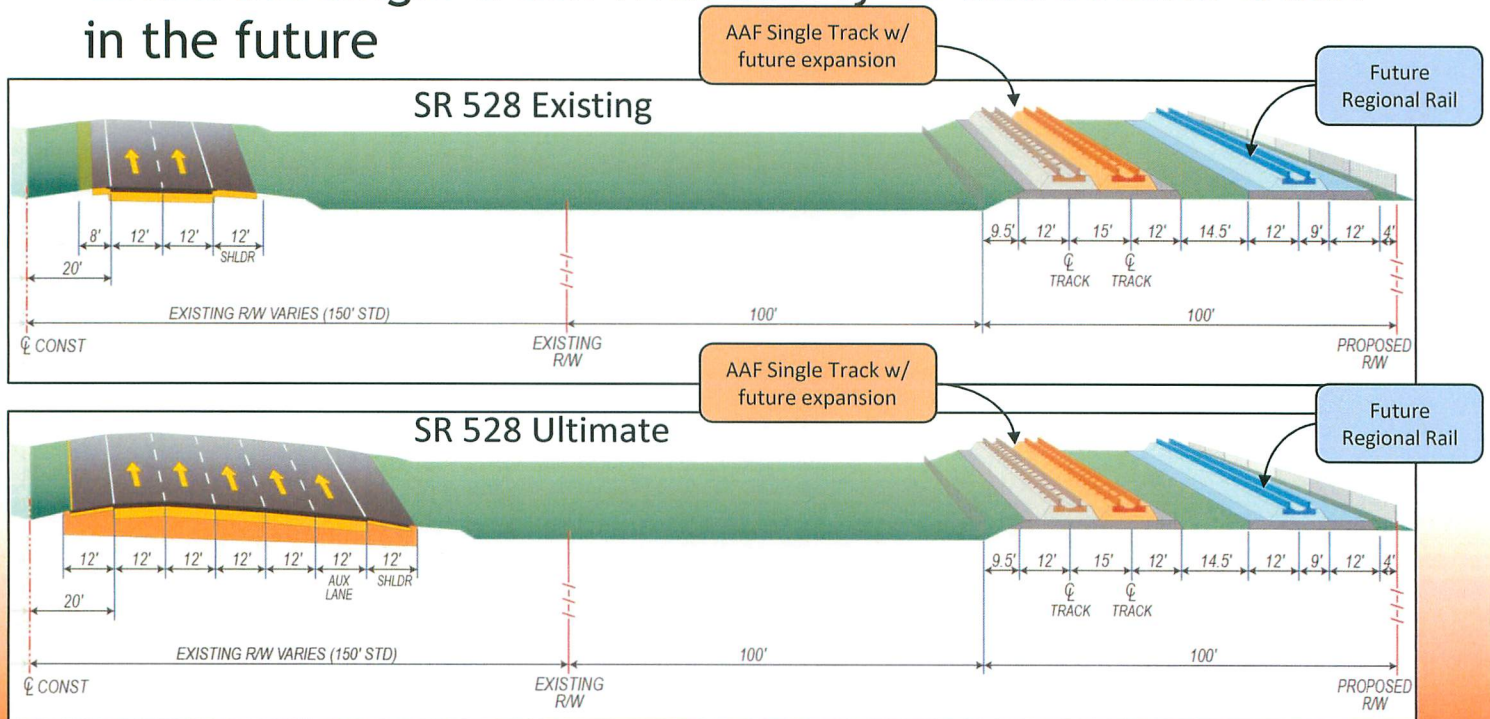 in the future
AAF Single Track w/
future expansion
Future
Regional Rail
SR 528 Existing
8' 12' 12' 12' 9.5' 12' 15' 12' 14.5' 12' 9' 12' 4'
SHLDR
20' ℄ ℄
TRACK TRACK
EXISTING R/W VARIES (150' STD) 100' 100'
℄ CONST EXISTING PROPOSED
R/W R/W
AAF Single Track w/
future expansion
Future
Regional Rail
SR 528 Ultimate
12' 12' 12' 12' 12' 12' 12' 9.5' 12' 15' 12' 14.5' 12' 9' 12' 4'
AUX SHLDR
LANE
20' ℄ ℄
TRACK TRACK
EXISTING R/W VARIES (150' STD) 100' 100'
℄ CONST EXISTING PROPOSED
R/W R/W